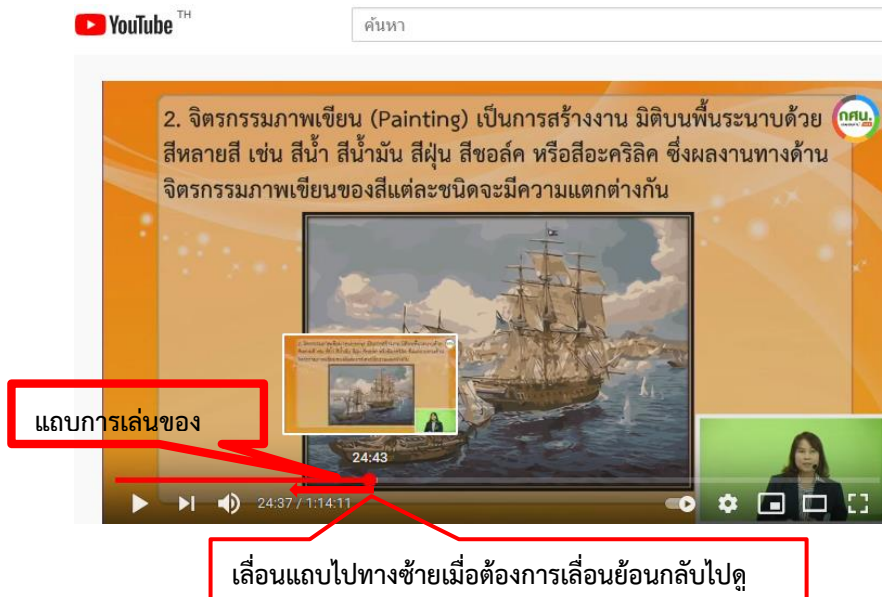 YouTube TH
ค้นหา
2. จิตรกรรมภาพเขียน (Painting) เป็นการสร้างงาน มิติบนพื้นระนาบด้วย
สีหลายสี เช่น สีน้ำ สีน้ำมัน สีฝุ่น สีชอล์ค หรือสีอะคริลิค ซึ่งผลงานทางด้าน
จิตรกรรมภาพเขียนของสีแต่ละชนิดจะมีความแตกต่างกัน
กศน.
แถบการเล่นของ
24:43
24:37 / 1:14:11
เลื่อนแถบไปทางซ้ายเมื่อต้องการเลื่อนย้อนกลับไปดู